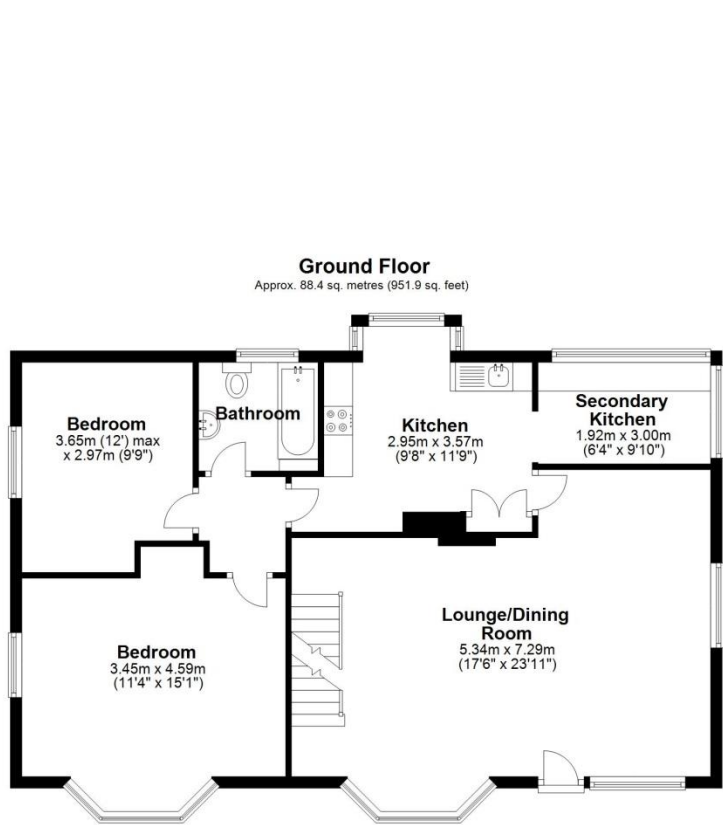 Ground Floor
Approx. 88.4 sq. metres (951.9 sq. feet)
Bedroom
3.65m (12') max
x 2.97m (9'9")
Bathroom
Kitchen
2.95m x 3.57m
(9'8" x 11'9")
Secondary
Kitchen
1.92m x 3.00m
(6'4" x 9'10")
Bedroom
3.45m x 4.59m
(11'4" x 15'1")
Lounge/Dining
Room
5.34m x 7.29m
(17'6" x 23'11")